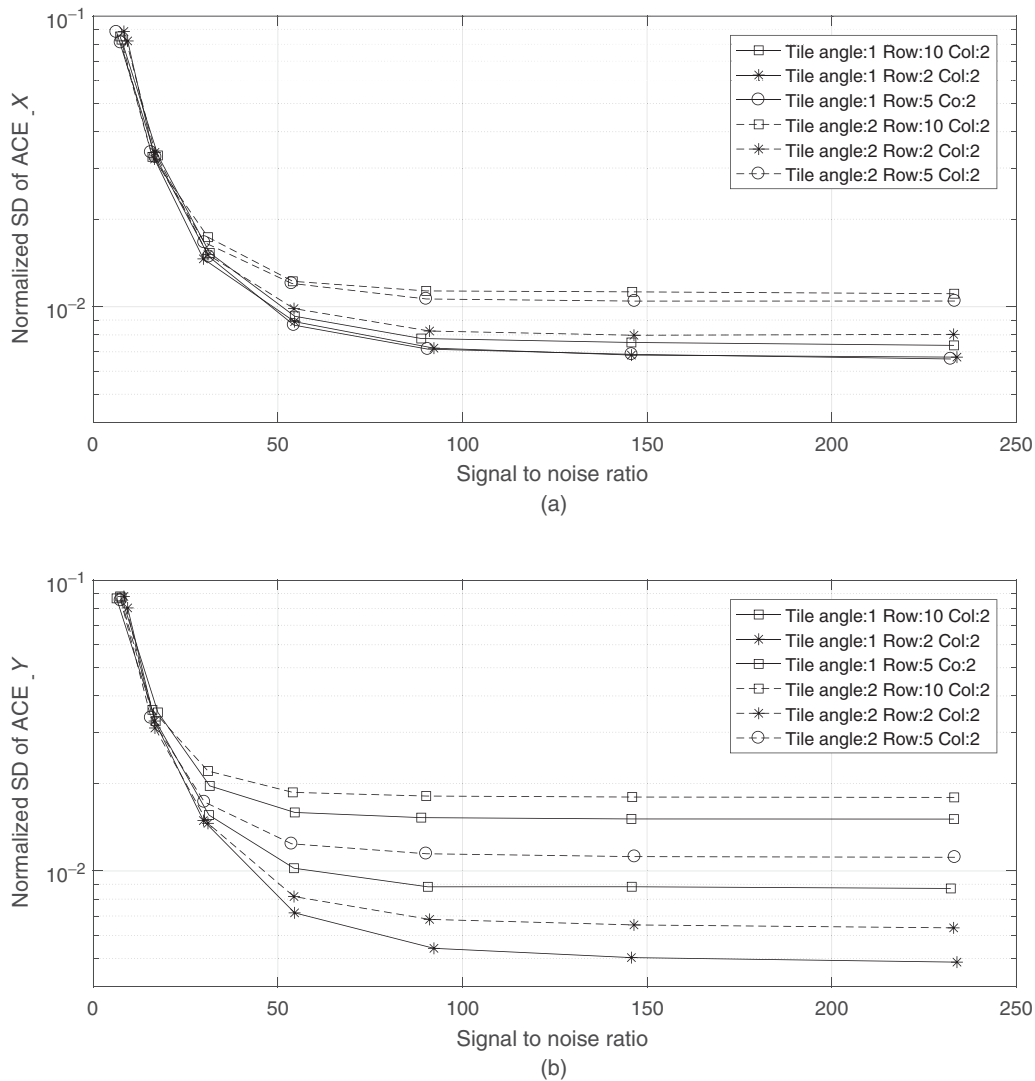 10−1
Normalized SD of ACE_X
10−2
Tile angle:1 Row:10 Col:2
Tile angle:1 Row:2 Col:2
Tile angle:1 Row:5 Co:2
Tile angle:2 Row:10 Col:2
Tile angle:2 Row:2 Col:2
Tile angle:2 Row:5 Col:2
0 50 100 150 200 250
Signal to noise ratio
(a)
10−1
Normalized SD of ACE_Y
10−2
Tile angle:1 Row:10 Col:2
Tile angle:1 Row:2 Col:2
Tile angle:1 Row:5 Co:2
Tile angle:2 Row:10 Col:2
Tile angle:2 Row:2 Col:2
Tile angle:2 Row:5 Col:2
0 50 100 150 200 250
Signal to noise ratio
(b)